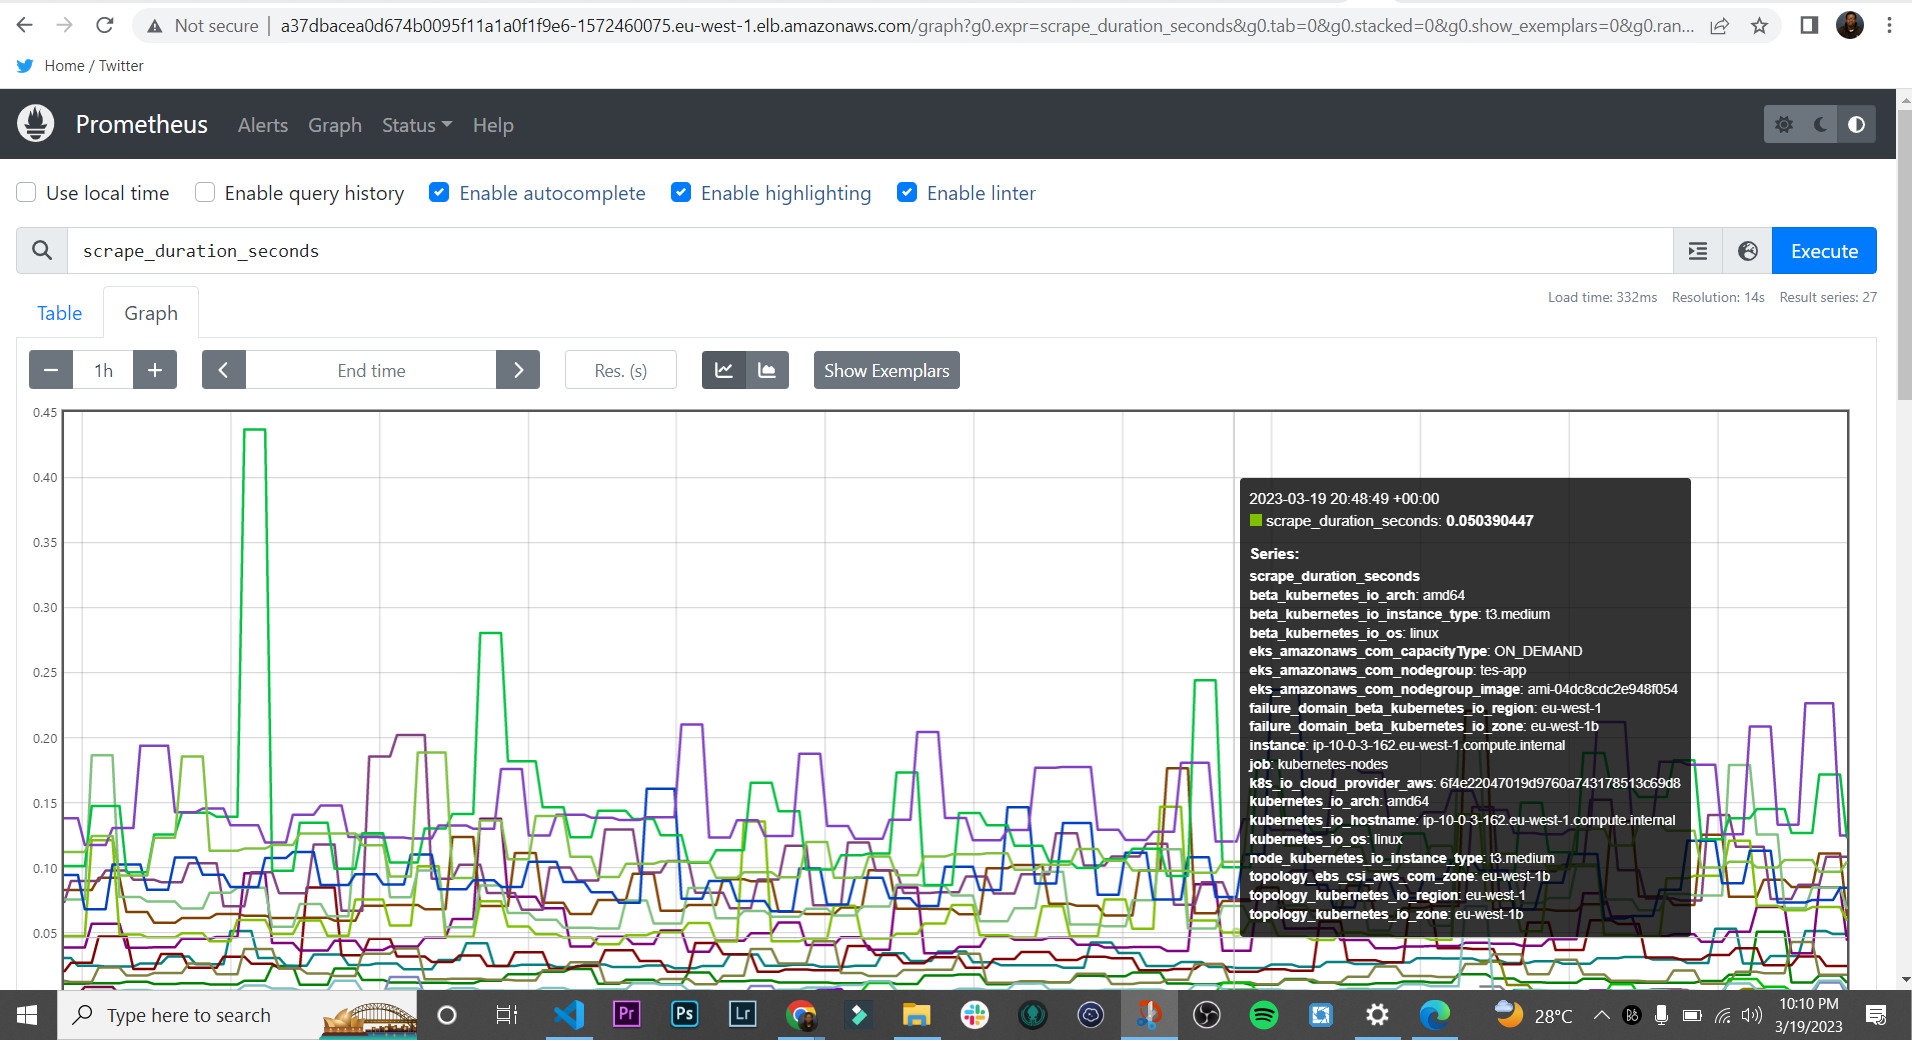 Not secure | a37dbacea0d674b0095f11a1a0f1f9e6-1572460075.eu-west-1.elb.amazonaws.com/graph?g0.expr=scrape_duration_seconds&g0.tab=0&g0.stacked=0&g0.show_exemplars=0&g0.ran...
Home / Twitter
Prometheus Alerts Graph Status Help
Use local time Enable query history Enable autocomplete Enable highlighting Enable linter
scrape_duration_seconds
Execute
Load time: 332ms Resolution: 14s Result series: 27
Table Graph
− 1h + End time Res. (s) Show Exemplars
0.45
0.40
0.35
0.30
0.25
0.20
0.15
0.10
0.05
2023-03-19 20:48:49 +00:00
scrape_duration_seconds: 0.050390447
Series:
scrape_duration_seconds
beta_kubernetes_io_arch: amd64
beta_kubernetes_io_instance_type: t3.medium
beta_kubernetes_io_os: linux
eks_amazonaws_com_capacityType: ON_DEMAND
eks_amazonaws_com_nodegroup: tes-app
eks_amazonaws_com_nodegroup_image: ami-04dc8cdc2e948f054
failure_domain_beta_kubernetes_io_region: eu-west-1
failure_domain_beta_kubernetes_io_zone: eu-west-1b
instance: ip-10-0-3-162.eu-west-1.compute.internal
job: kubernetes-nodes
k8s_io_cloud_provider_aws: 6f4e22047019d9760a743178513c69d8
kubernetes_io_arch: amd64
kubernetes_io_hostname: ip-10-0-3-162.eu-west-1.compute.internal
kubernetes_io_os: linux
node_kubernetes_io_instance_type: t3.medium
topology_ebs_csi_aws_com_zone: eu-west-1b
topology_kubernetes_io_region: eu-west-1
topology_kubernetes_io_zone: eu-west-1b
Type here to search
Pr
Ps
Lr
28°C
10:10 PM
3/19/2023